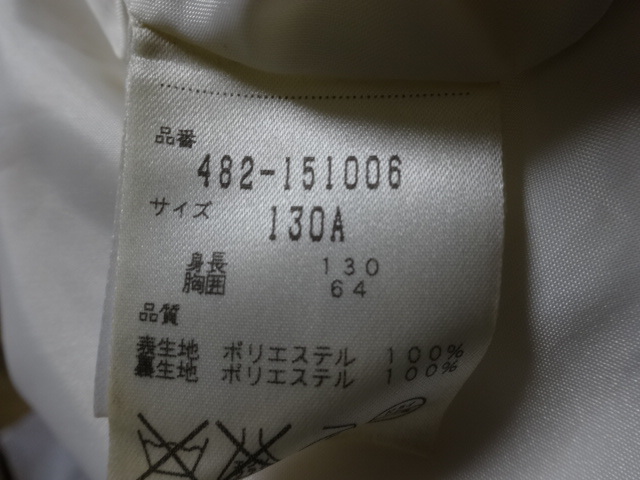 品番
482-151006
サイズ
130A
身長 130
胸囲 64
品質
表生地 ポリエステル 100%
裏生地 ポリエステル 100%